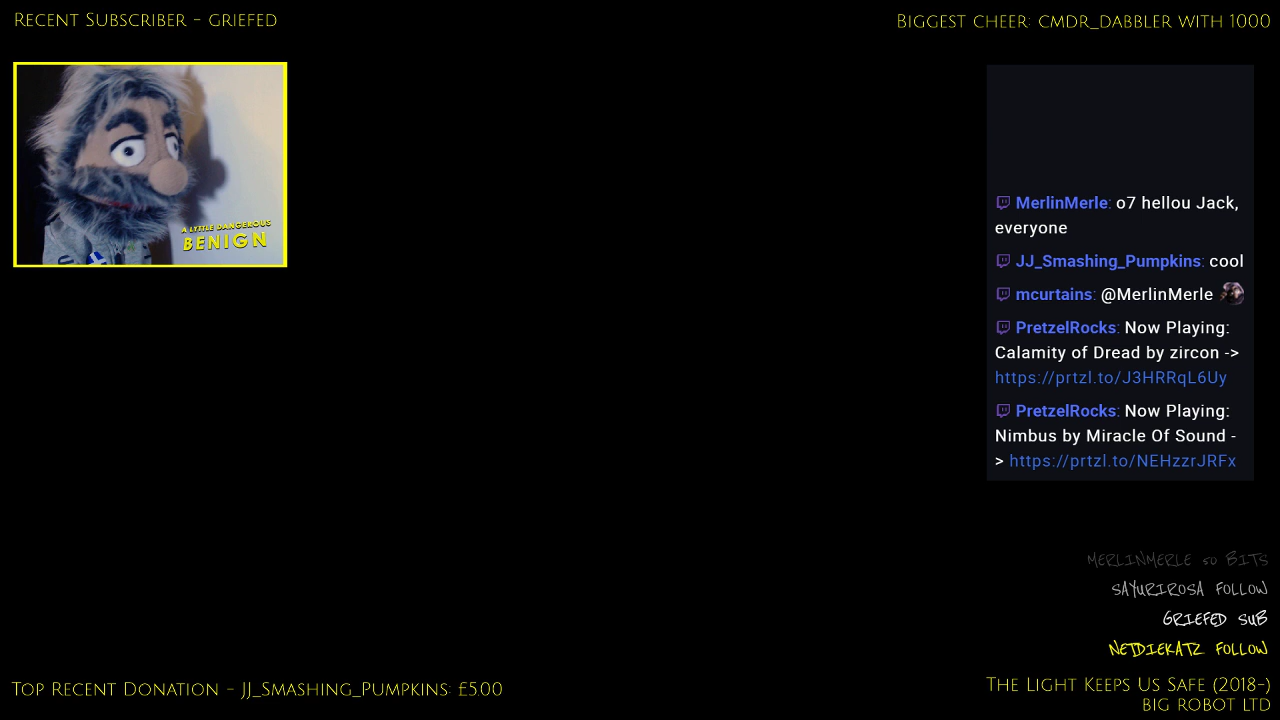 Recent Subscriber - griefed
Biggest cheer: cmdr_dabbler with 1000
A LYTTLE DANGEROUS
BENIGN
MerlinMerle: o7 hellou Jack,
everyone
JJ_Smashing_Pumpkins: cool
mcurtains: @MerlinMerle
PretzelRocks: Now Playing:
Calamity of Dread by zircon ->
https://prtzl.to/J3HRRqL6Uy
PretzelRocks: Now Playing:
Nimbus by Miracle Of Sound -
> https://prtzl.to/NEHzzrJRFx
MERLINMERLE 50 BITS
SAYURIROSA FOLLOW
GRIEFED SUB
NETDIEKATZ FOLLOW
Top Recent Donation - JJ_Smashing_Pumpkins: £5.00
The Light Keeps Us Safe (2018-)
BIG ROBOT LTD